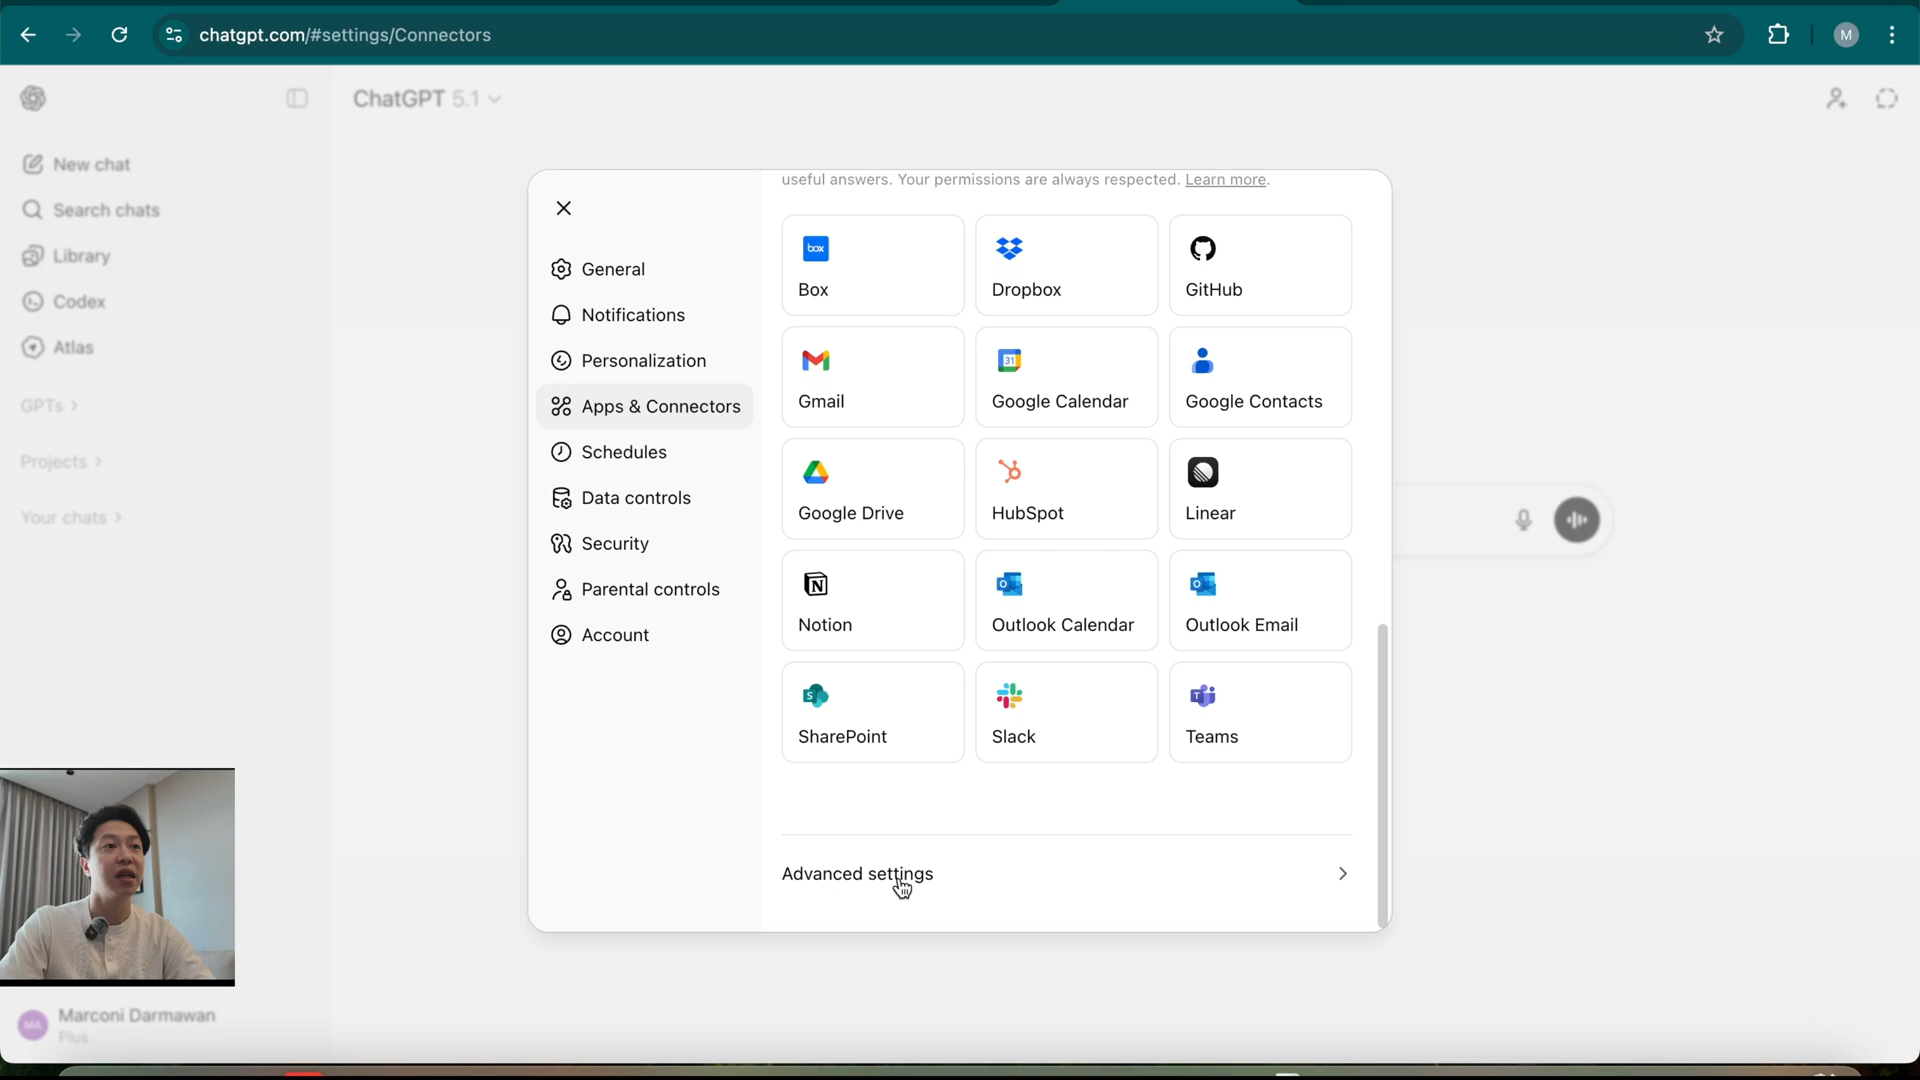 chatgpt.com/#settings/Connectors
M
ChatGPT 5.1
New chat
Search chats
Library
Codex
Atlas
GPTs
Projects
Your chats
MA
Marconi Darmawan
Plus
General
Notifications
Personalization
Apps & Connectors
Schedules
Data controls
Security
Parental controls
Account
useful answers. Your permissions are always respected. Learn more.
box
Box
Dropbox
GitHub
Gmail
31
Google Calendar
Google Contacts
Google Drive
HubSpot
Linear
N
Notion
O
Outlook Calendar
O
Outlook Email
S
SharePoint
Slack
T
Teams
Advanced settings